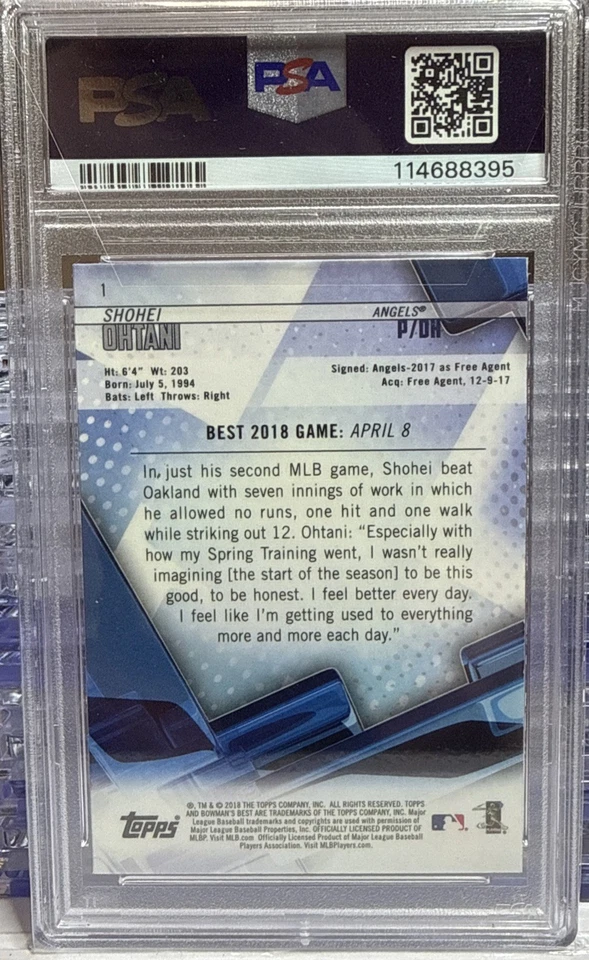 PSA PSA
114688395
1
SHOHEI ANGELS®
OHTANI P/DH
Ht: 6'4" Wt: 203 Signed: Angels-2017 as Free Agent
Born: July 5, 1994 Acq: Free Agent, 12-9-17
Bats: Left Throws: Right
BEST 2018 GAME: APRIL 8
In just his second MLB game, Shohei beat
Oakland with seven innings of work in which
he allowed no runs, one hit and one walk
while striking out 12. Ohtani: “Especially with
how my Spring Training went, I wasn't really
imagining [the start of the season] to be this
good, to be honest. I feel better every day.
I feel like I'm getting used to everything
more and more each day.”
®, TM & © 2018 THE TOPPS COMPANY, INC. ALL RIGHTS RESERVED. TOPPS
AND BOWMAN'S BEST ARE TRADEMARKS OF THE TOPPS COMPANY, INC. Major
League Baseball trademarks and copyrights are used with permission of
Major League Baseball Properties, Inc. OFFICIALLY LICENSED PRODUCT OF
MLBP. Visit MLB.com Officially Licensed Product of Major League Baseball
Players Association. Visit MLBPlayers.com.
TOPPS